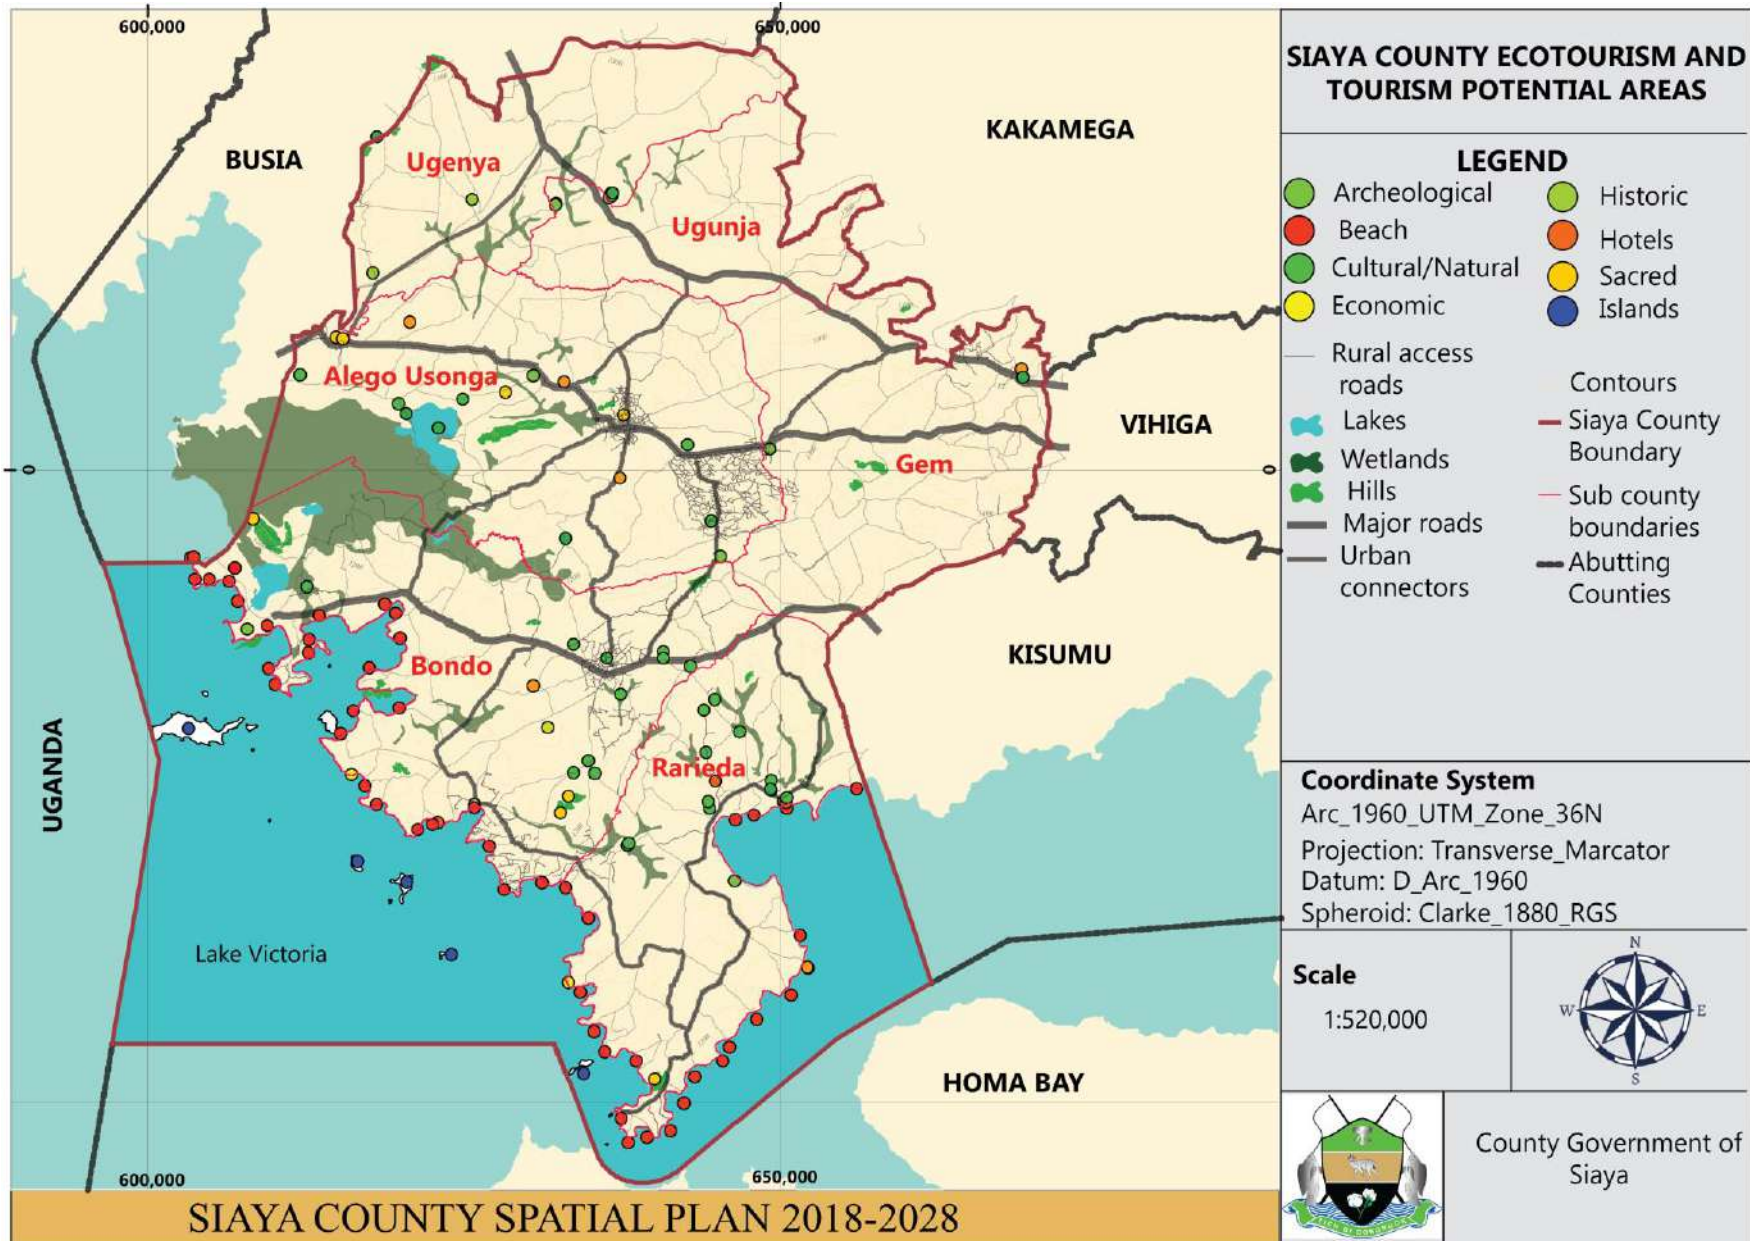 600,000
650,000
BUSIA
KAKAMEGA
Ugenya
Ugunja
Alego Usonga
VIHIGA
Gem
0
0
KISUMU
Bondo
UGANDA
Rarieda
Lake Victoria
HOMA BAY
600,000
650,000
SIAYA COUNTY SPATIAL PLAN 2018-2028
SIAYA COUNTY ECOTOURISM AND
TOURISM POTENTIAL AREAS
LEGEND
Archeological
Beach
Cultural/Natural
Economic
Historic
Hotels
Sacred
Islands
Rural access
roads
Lakes
Wetlands
Hills
Major roads
Urban
connectors
Contours
Siaya County
Boundary
Sub county
boundaries
Abutting
Counties
Coordinate System
Arc_1960_UTM_Zone_36N
Projection: Transverse_Marcator
Datum: D_Arc_1960
Spheroid: Clarke_1880_RGS
Scale
1:520,000
N
W
E
S
County Government of
Siaya